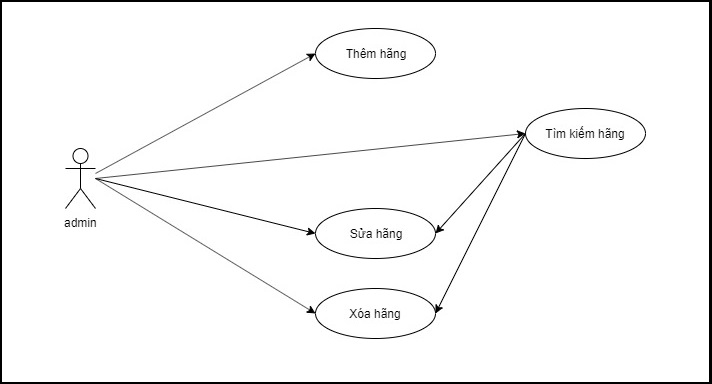 Thêm hãng
Tìm kiếm hãng
admin
Sửa hãng
Xóa hãng